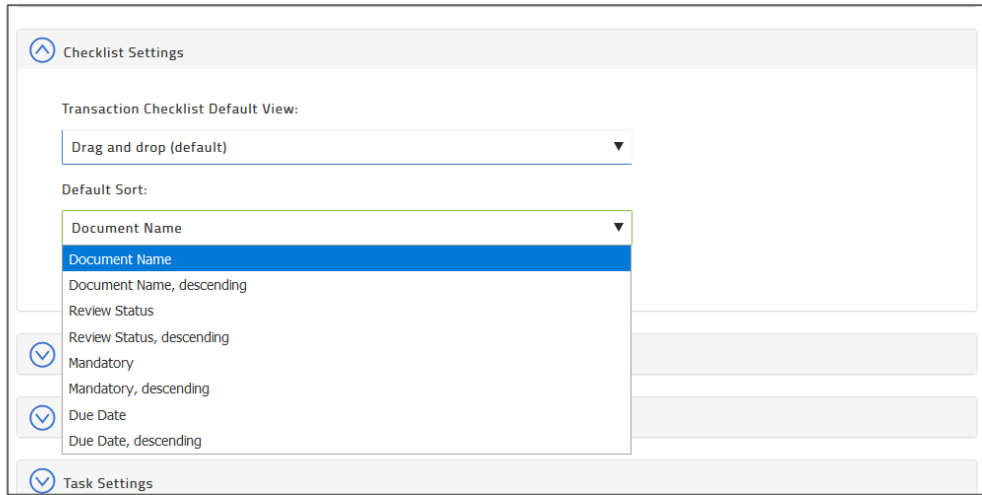 Checklist Settings
Transaction Checklist Default View:
Drag and drop (default)
Default Sort:
Document Name
Document Name
Document Name, descending
Review Status
Review Status, descending
Mandatory
Mandatory, descending
Due Date
Due Date, descending
Task Settings